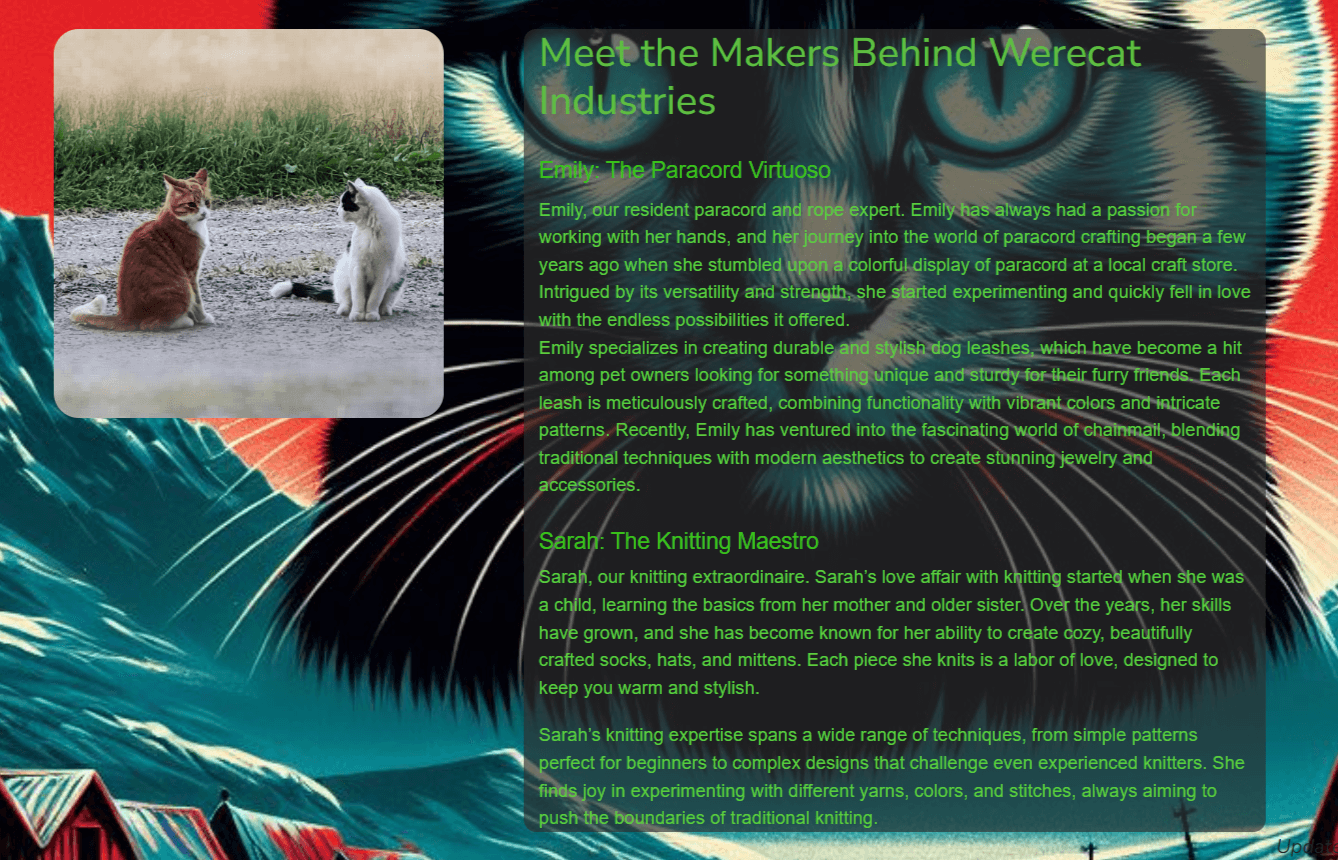 Meet the Makers Behind Werecat
Industries
Emily: The Paracord Virtuoso
Emily, our resident paracord and rope expert. Emily has always had a passion for
working with her hands, and her journey into the world of paracord crafting began a few
years ago when she stumbled upon a colorful display of paracord at a local craft store.
Intrigued by its versatility and strength, she started experimenting and quickly fell in love
with the endless possibilities it offered.
Emily specializes in creating durable and stylish dog leashes, which have become a hit
among pet owners looking for something unique and sturdy for their furry friends. Each
leash is meticulously crafted, combining functionality with vibrant colors and intricate
patterns. Recently, Emily has ventured into the fascinating world of chainmail, blending
traditional techniques with modern aesthetics to create stunning jewelry and
accessories.
Sarah: The Knitting Maestro
Sarah, our knitting extraordinaire. Sarah’s love affair with knitting started when she was
a child, learning the basics from her mother and older sister. Over the years, her skills
have grown, and she has become known for her ability to create cozy, beautifully
crafted socks, hats, and mittens. Each piece she knits is a labor of love, designed to
keep you warm and stylish.
Sarah’s knitting expertise spans a wide range of techniques, from simple patterns
perfect for beginners to complex designs that challenge even experienced knitters. She
finds joy in experimenting with different yarns, colors, and stitches, always aiming to
push the boundaries of traditional knitting.